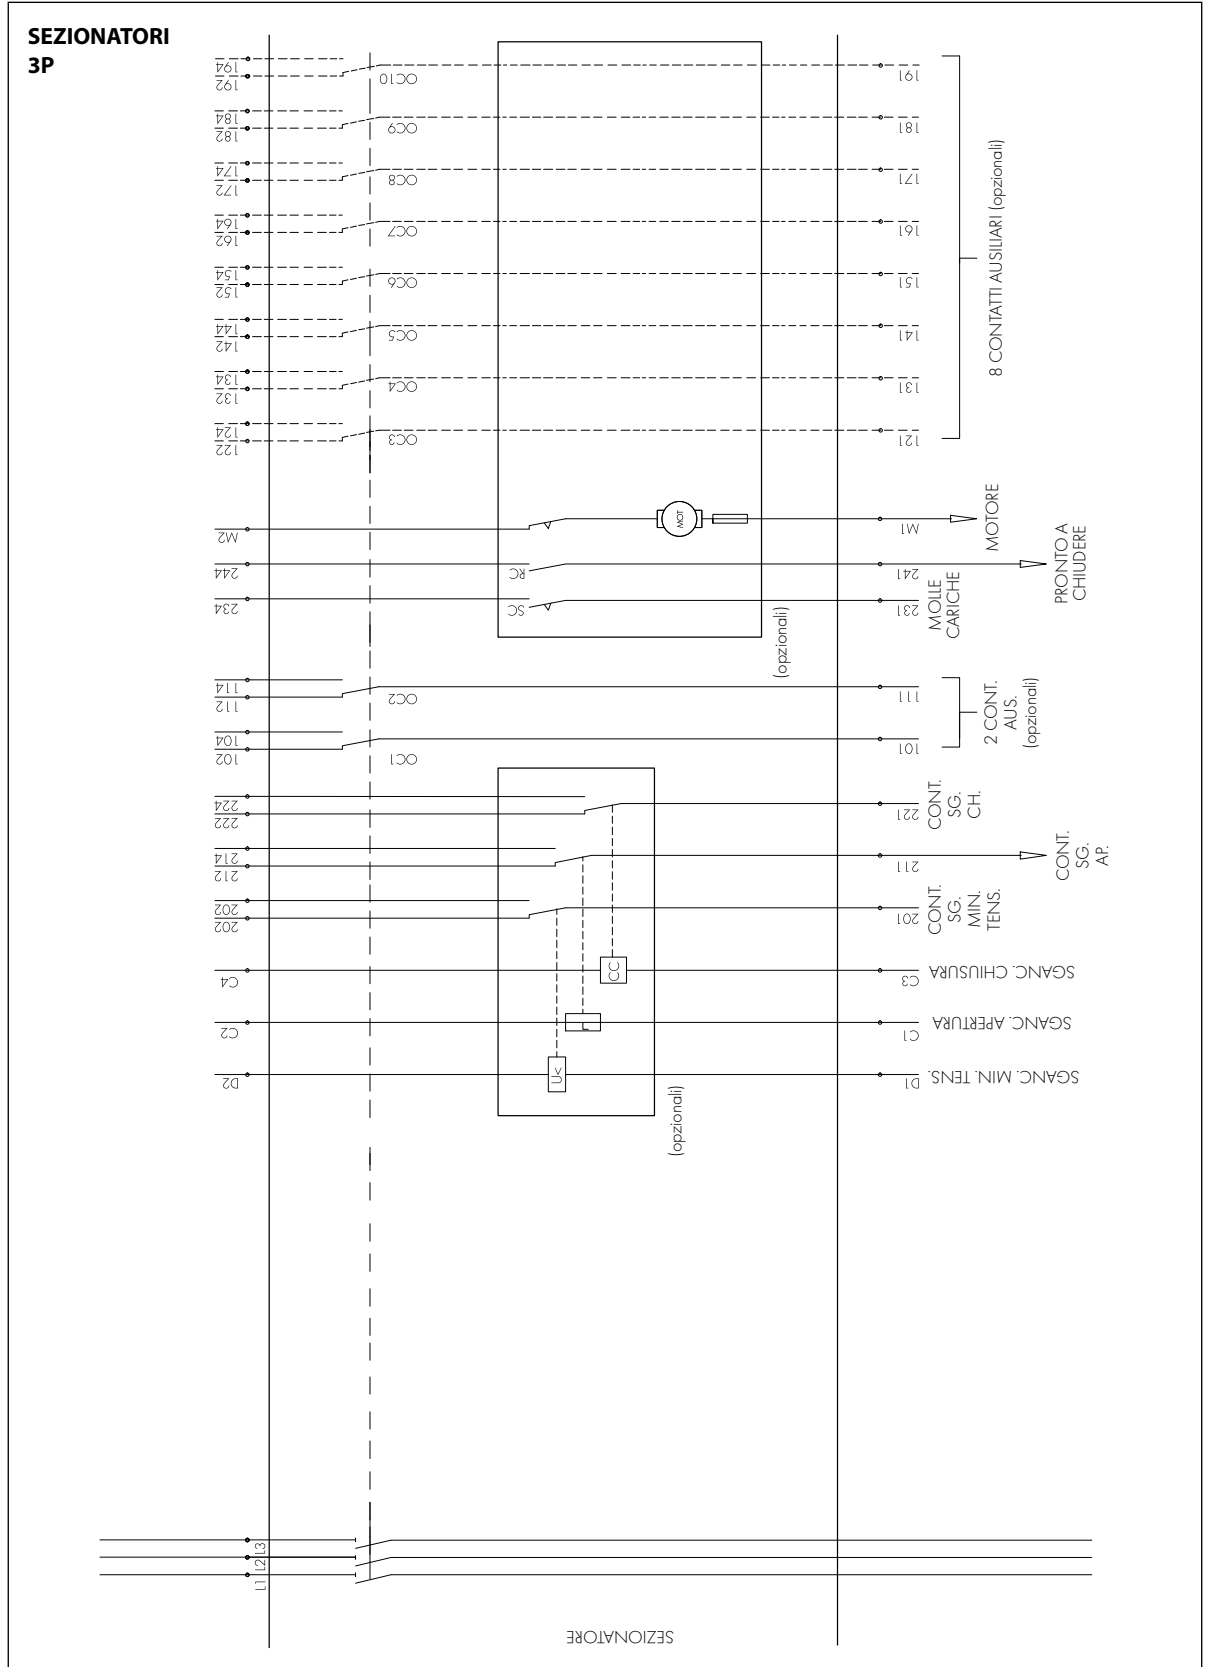 SEZIONATORI
3P
194
192
OC10
191
184
182
OC9
181
174
172
OC8
171
164
162
OC7
161
154
152
OC6
151
144
142
OC5
141
134
132
OC4
131
124
122
OC3
121
8 CONTATTI AUSILIARI (opzionali)
M2
MOT
M1
MOTORE
244
RC
241
PRONTO A
CHIUDERE
234
SC
231
MOLLE
CARICHE
(opzionali)
114
112
OC2
111
104
102
OC1
101
2 CONT.
AUS.
(opzionali)
224
222
221
CONT.
SG.
CH.
214
212
211
CONT.
SG.
AP.
202
202
201
CONT.
SG.
MIN.
TENS.
C4
CC
C3
SGANC. CHIUSURA
C2
L
C1
SGANC. APERTURA
D2
U<
D1
SGANC. MIN. TENS.
(opzionali)
L3
L2
L1
SEZIONATORE